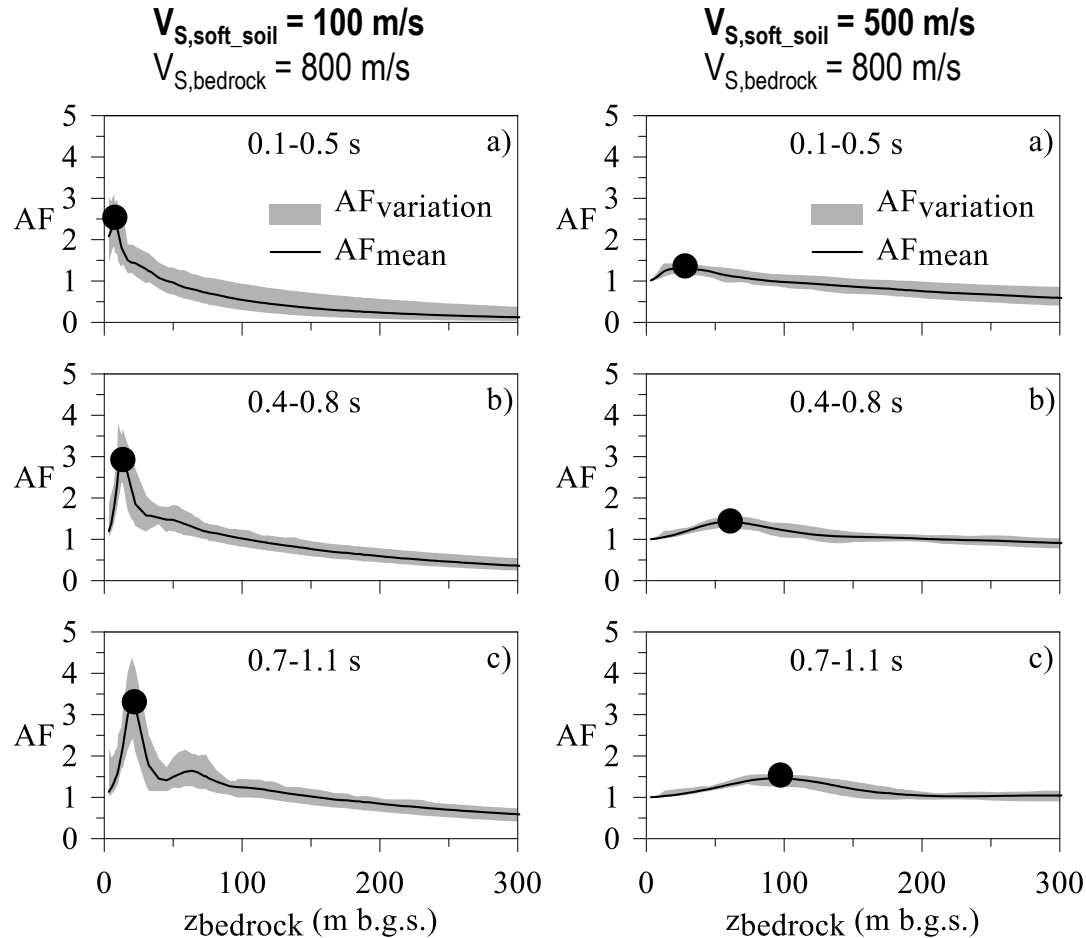 V_S,soft_soil = 100 m/s
V_S,bedrock = 800 m/s
V_S,soft_soil = 500 m/s
V_S,bedrock = 800 m/s
5
4
3
2
1
0
AF
0.1-0.5 s
a)
AFvariation
AFmean
5
4
3
2
1
0
AF
0.1-0.5 s
a)
AFvariation
AFmean
5
4
3
2
1
0
AF
0.4-0.8 s
b)
5
4
3
2
1
0
AF
0.4-0.8 s
b)
5
4
3
2
1
0
AF
0.7-1.1 s
c)
0 100 200 300
zbedrock (m b.g.s.)
5
4
3
2
1
0
AF
0.7-1.1 s
c)
0 100 200 300
zbedrock (m b.g.s.)